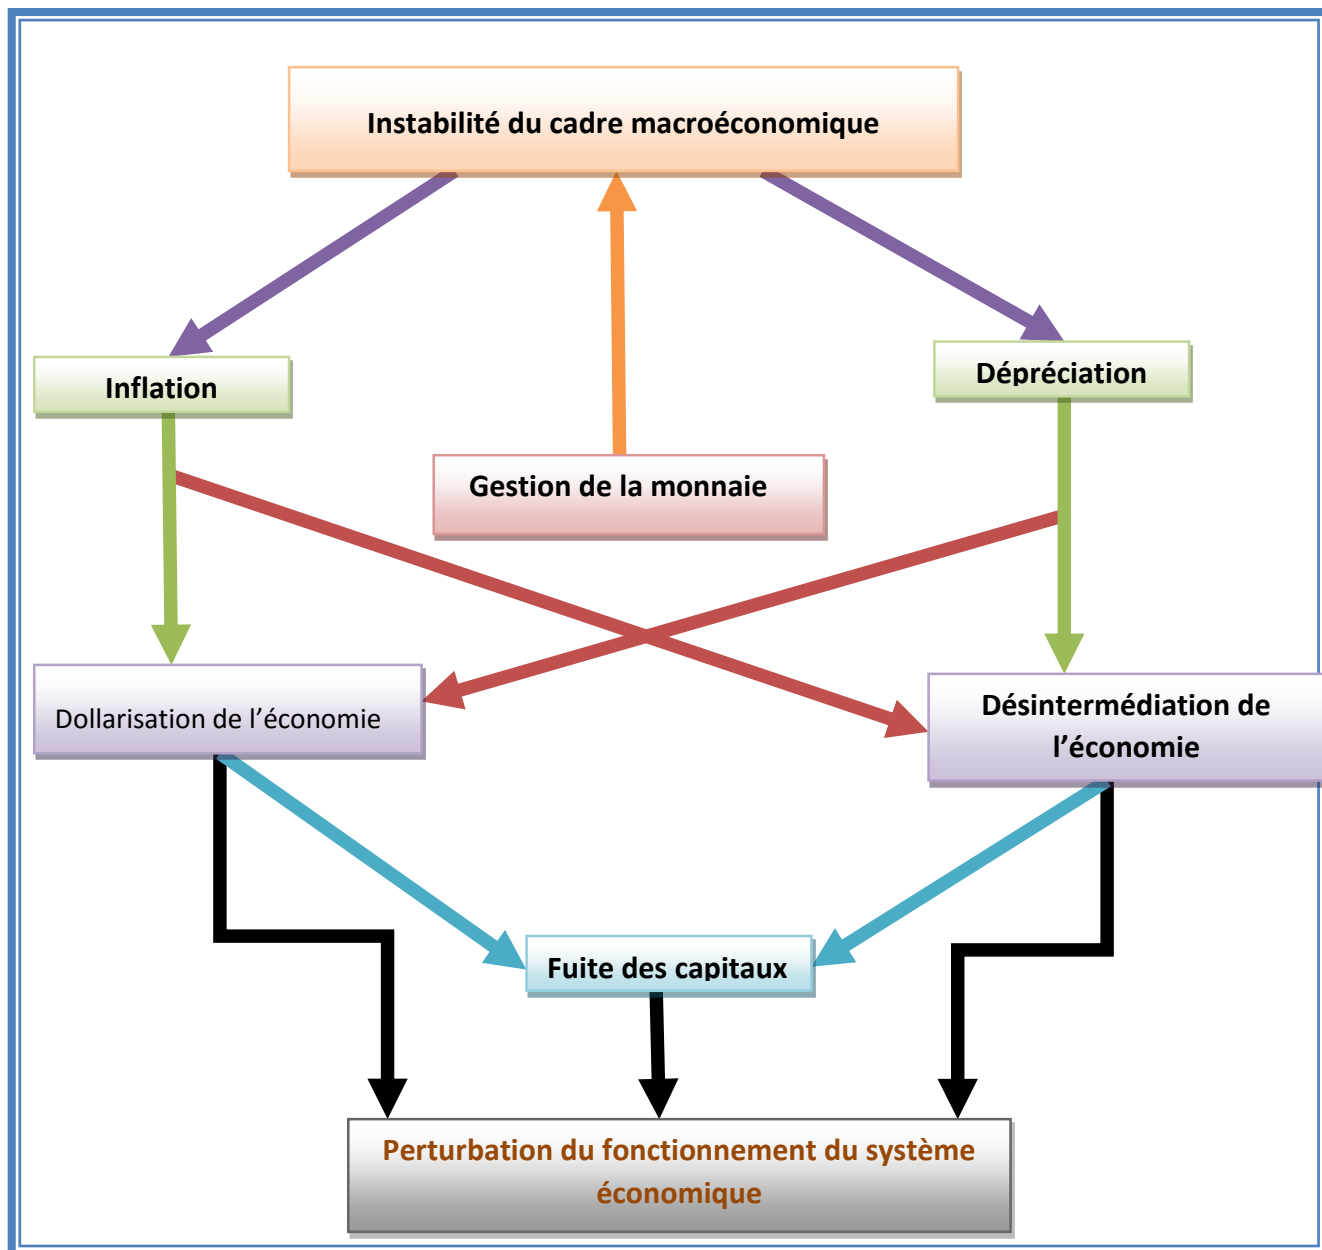 Instabilité du cadre macroéconomique
Inflation
Dépréciation
Gestion de la monnaie
Dollarisation de l’économie
Désintermédiation de
l’économie
Fuite des capitaux
Perturbation du fonctionnement du système
économique